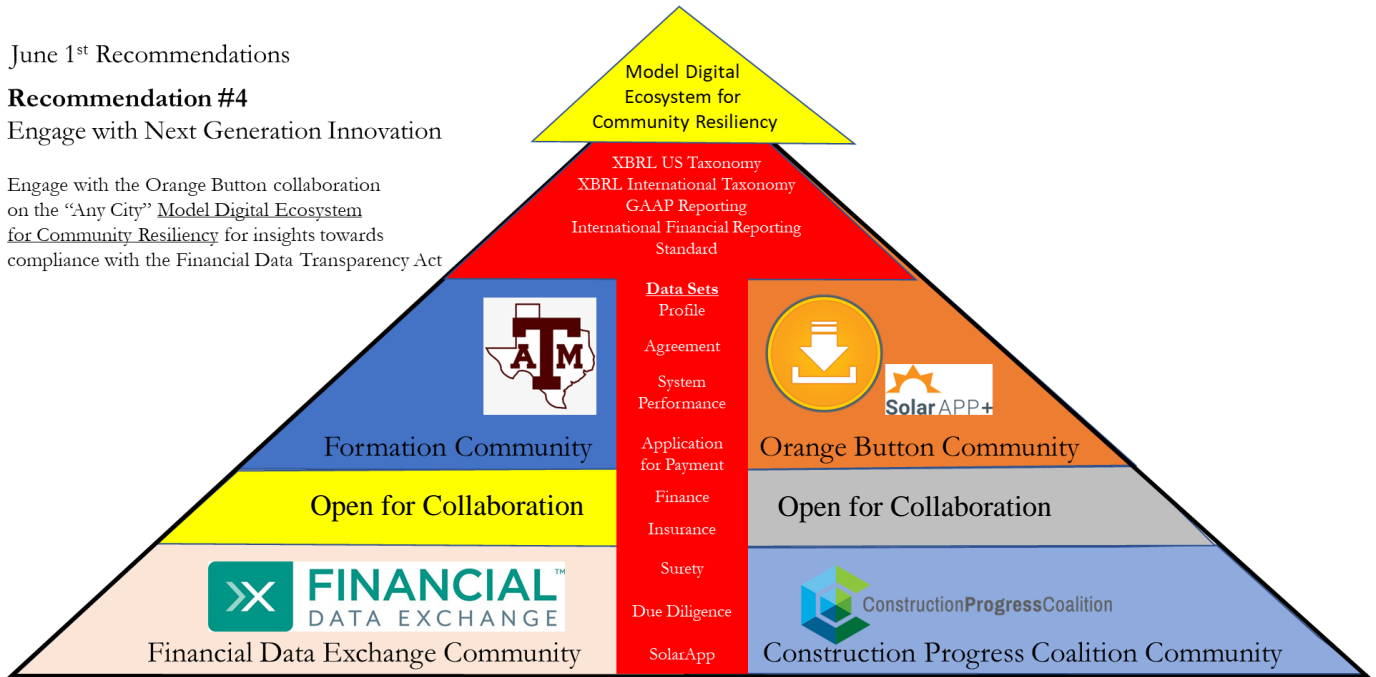 June 1st Recommendations
Recommendation #4
Engage with Next Generation Innovation
Engage with the Orange Button collaboration
on the “Any City” Model Digital Ecosystem
for Community Resiliency for insights towards
compliance with the Financial Data Transparency Act
Model Digital
Ecosystem for
Community Resiliency
XBRL US Taxonomy
XBRL International Taxonomy
GAAP Reporting
International Financial Reporting
Standard
Data Sets
Profile
Agreement
System
Performance
Application
for Payment
Finance
Insurance
Surety
Due Diligence
SolarApp
A T M
Formation Community
SolarAPP+
Orange Button Community
Open for Collaboration
Open for Collaboration
FINANCIAL™
DATA EXCHANGE
Financial Data Exchange Community
ConstructionProgressCoalition
Construction Progress Coalition Community